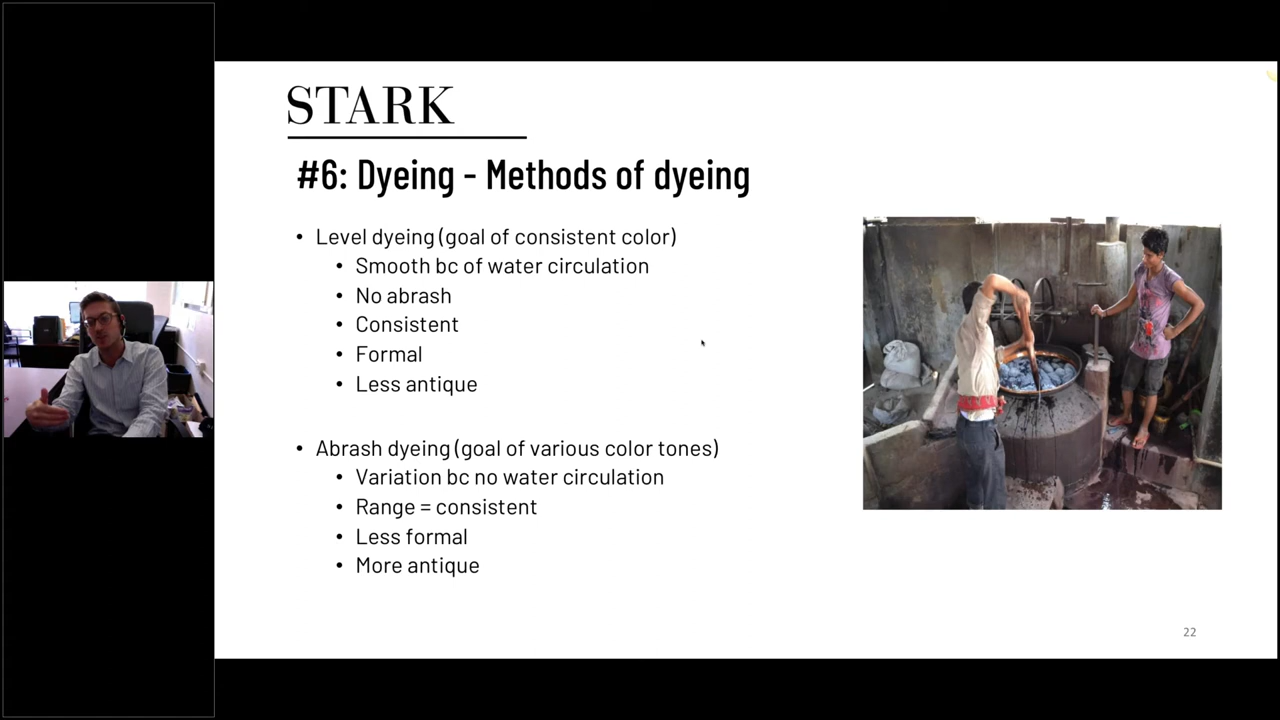 STARK
#6: Dyeing - Methods of dyeing
• Level dyeing (goal of consistent color)
• Smooth bc of water circulation
• No abrash
• Consistent
• Formal
• Less antique
• Abrash dyeing (goal of various color tones)
• Variation bc no water circulation
• Range = consistent
• Less formal
• More antique
22